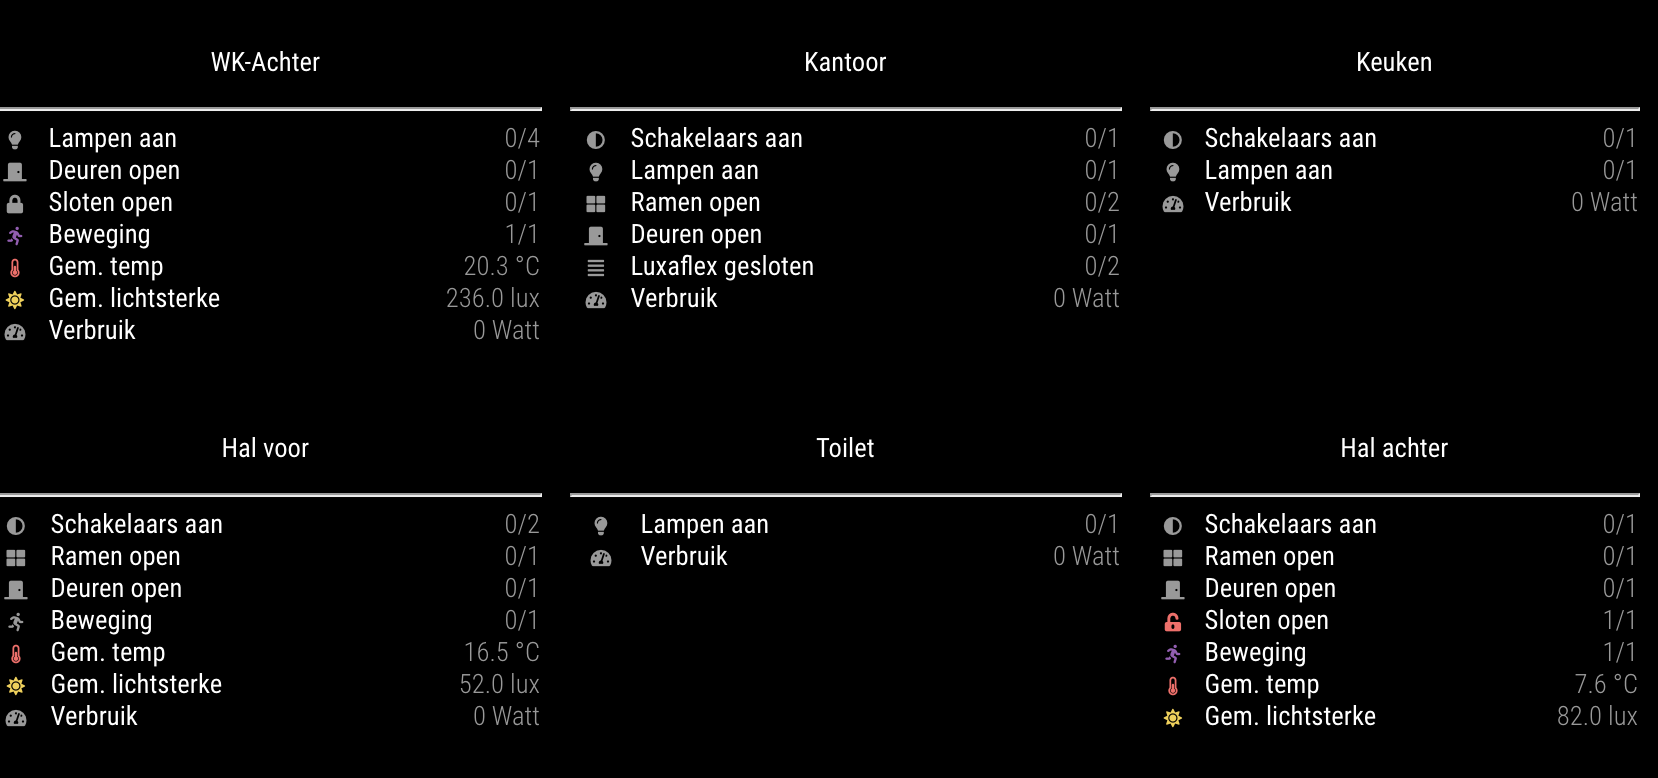 WK-Achter
Lampen aan 0/4
Deuren open 0/1
Sloten open 0/1
Beweging 1/1
Gem. temp 20.3 °C
Gem. lichtsterke 236.0 lux
Verbruik 0 Watt
Kantoor
Schakelaars aan 0/1
Lampen aan 0/1
Ramen open 0/2
Deuren open 0/1
Luxaflex gesloten 0/2
Verbruik 0 Watt
Keuken
Schakelaars aan 0/1
Lampen aan 0/1
Verbruik 0 Watt
Hal voor
Schakelaars aan 0/2
Ramen open 0/1
Deuren open 0/1
Beweging 0/1
Gem. temp 16.5 °C
Gem. lichtsterke 52.0 lux
Verbruik 0 Watt
Toilet
Lampen aan 0/1
Verbruik 0 Watt
Hal achter
Schakelaars aan 0/1
Ramen open 0/1
Deuren open 0/1
Sloten open 1/1
Beweging 1/1
Gem. temp 7.6 °C
Gem. lichtsterke 82.0 lux